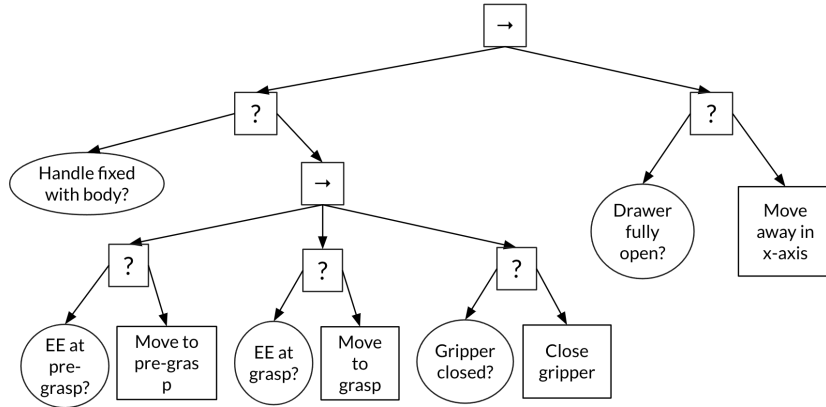 →
?
?
Handle fixed
with body?
→
Drawer
fully
open?
Move
away in
x-axis
?
?
?
EE at
pre-
grasp?
Move to
pre-gras
p
EE at
grasp?
Move
to
grasp
Gripper
closed?
Close
gripper